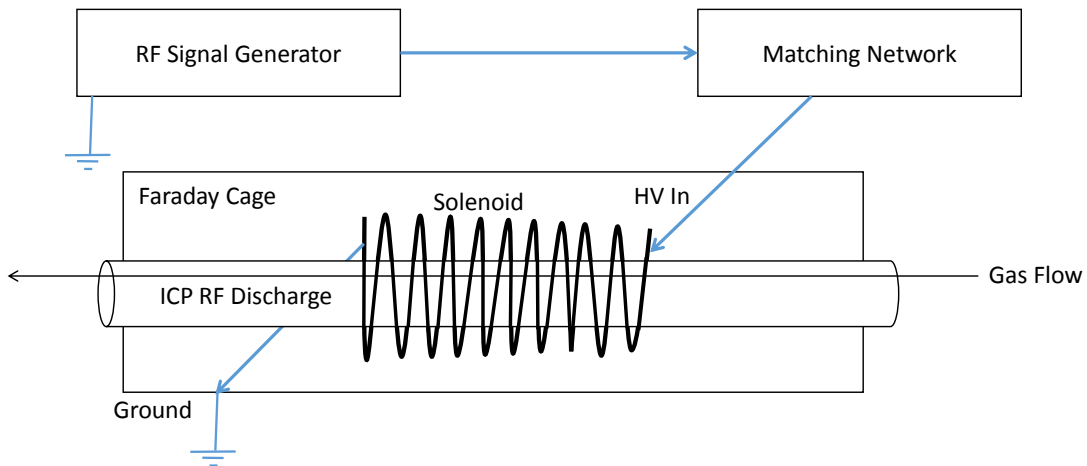 RF Signal Generator
Matching Network
Faraday Cage
Solenoid
HV In
Gas Flow
ICP RF Discharge
Ground